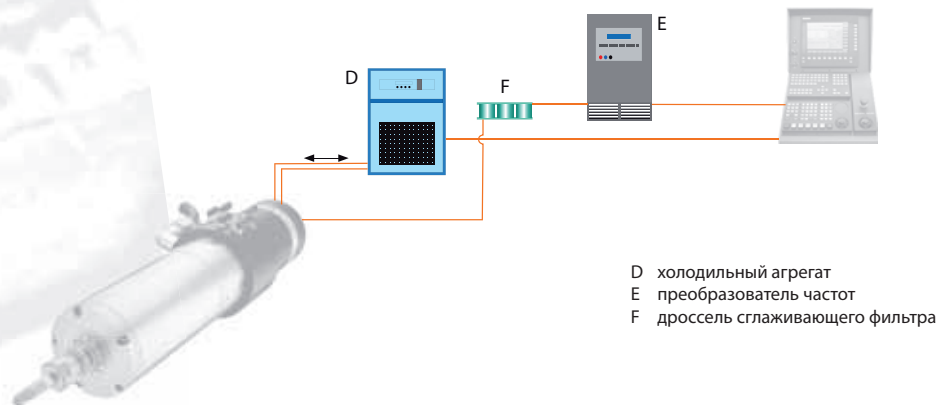 E
D
F
D холодильный агрегат
E преобразователь частот
F дроссель сглаживающего фильтра